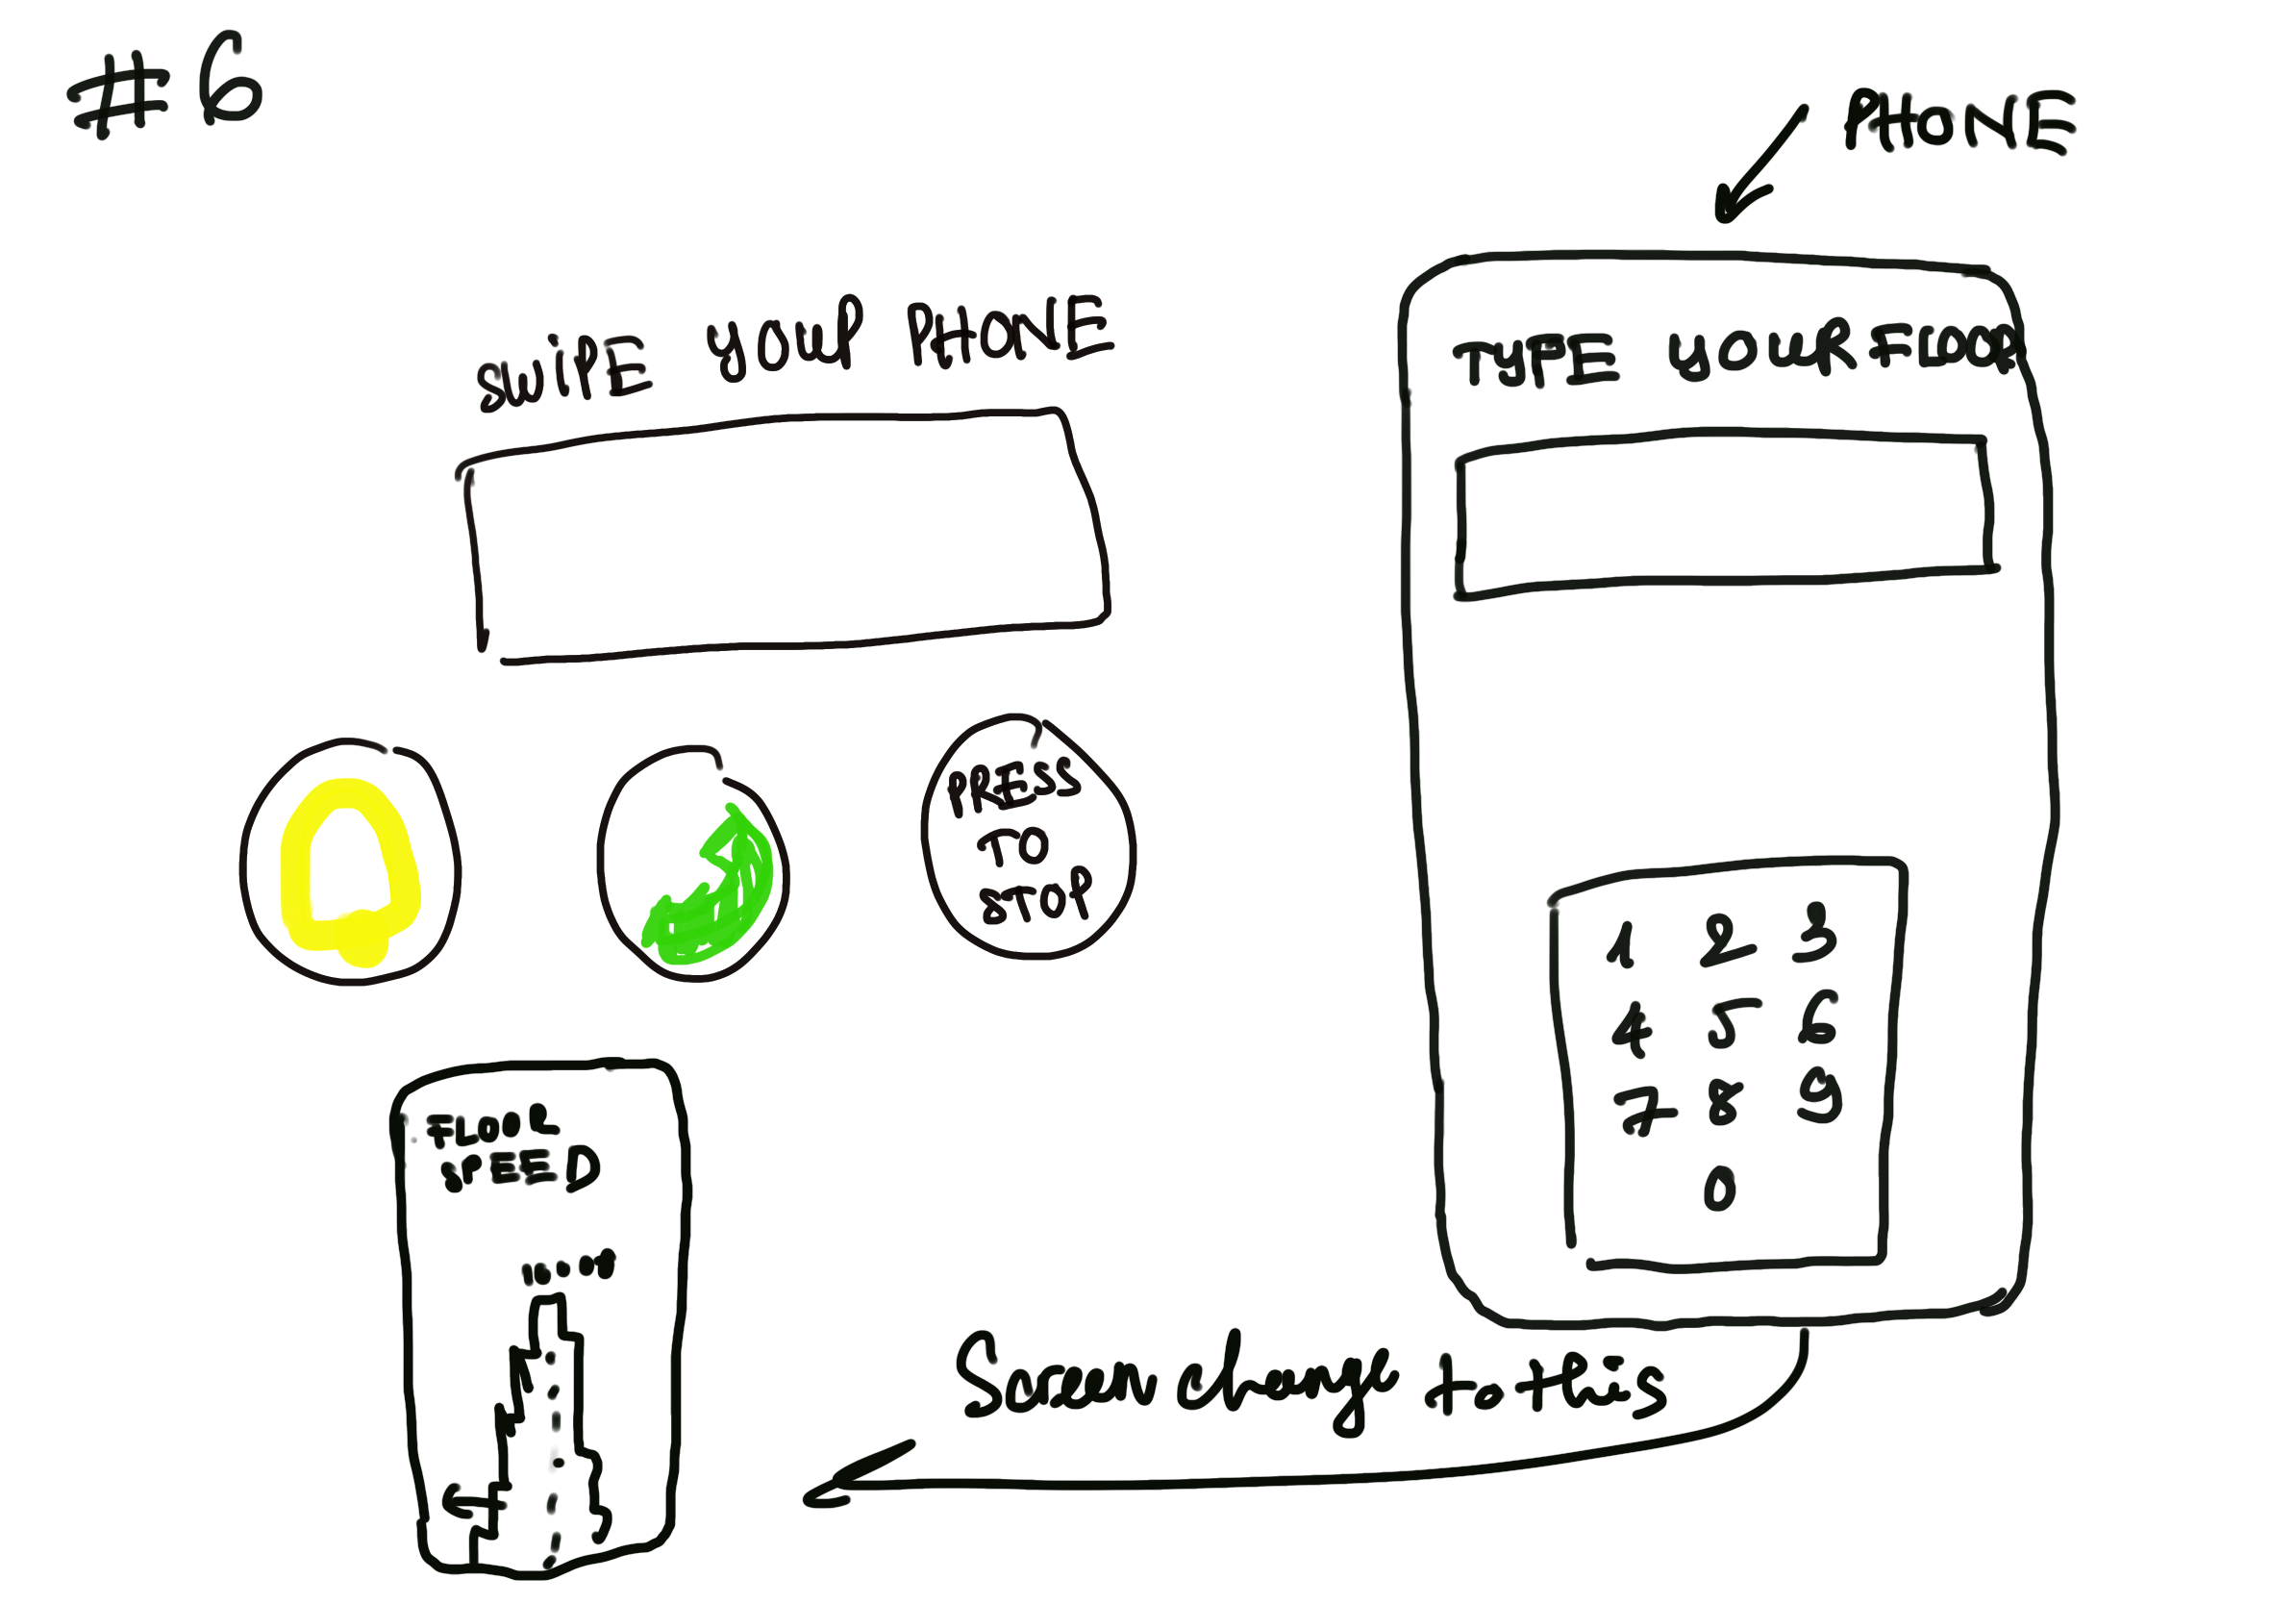 #6
PHONE
SWIPE YOUR PHONE
TYPE YOUR FLOOR
PRESS
TO
STOP
1 2 3
4 5 6
7 8 9
0
FLOOR
SPEED
Screen change to this